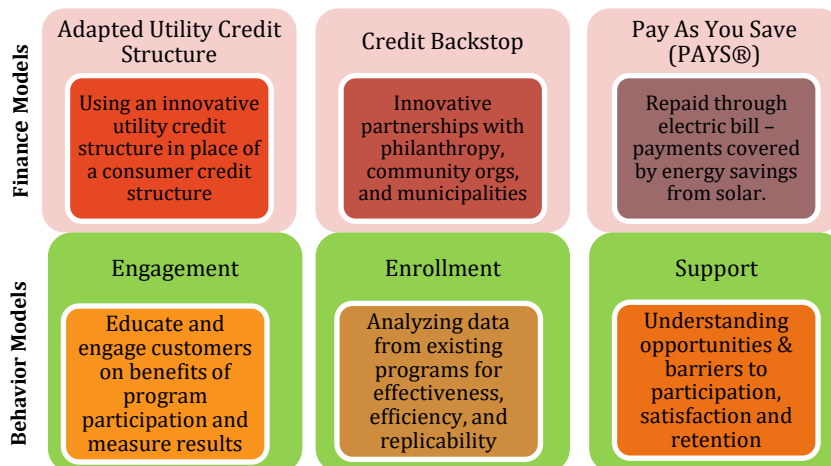 Finance Models
Adapted Utility Credit
Structure
Using an innovative
utility credit
structure in place of
a consumer credit
structure
Credit Backstop
Innovative
partnerships with
philanthropy,
community orgs,
and municipalities
Pay As You Save
(PAYS®)
Repaid through
electric bill –
payments covered
by energy savings
from solar.
Behavior Models
Engagement
Educate and
engage customers
on benefits of
program
participation and
measure results
Enrollment
Analyzing data
from existing
programs for
effectiveness,
efficiency, and
replicability
Support
Understanding
opportunities &
barriers to
participation,
satisfaction and
retention